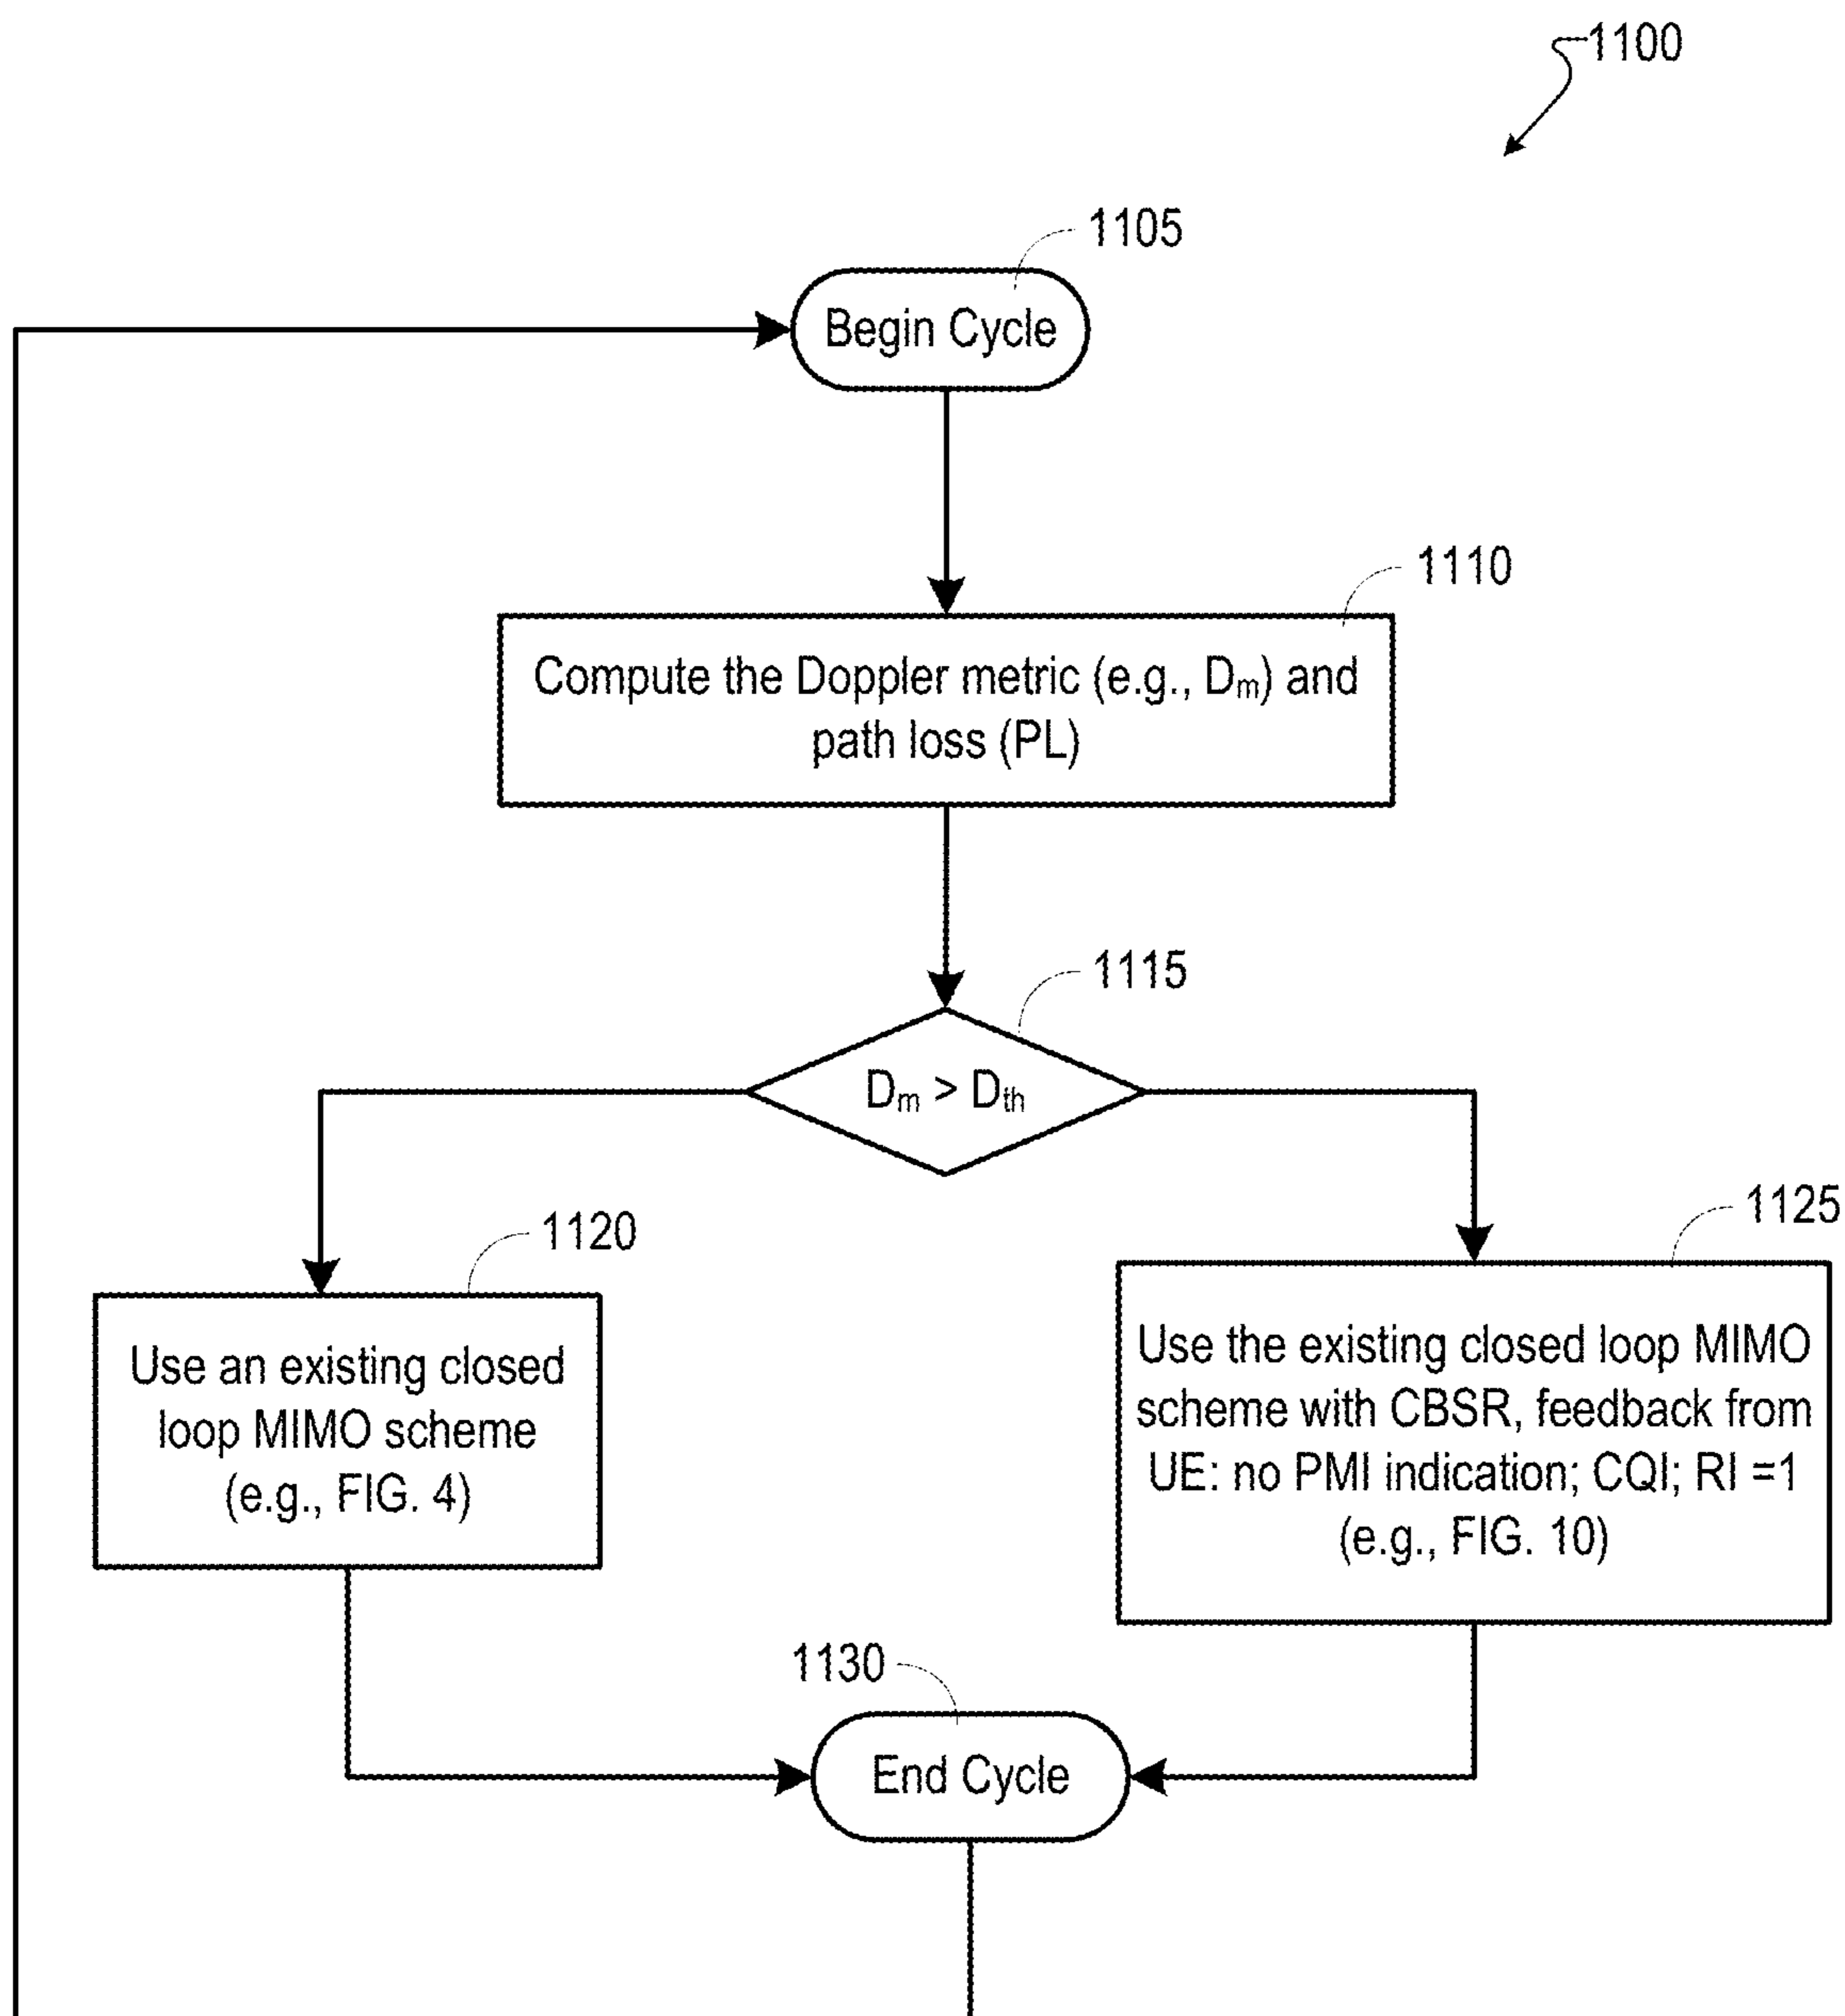 1100
1105
Begin Cycle
1110
Compute the Doppler metric (e.g., Dm) and
path loss (PL)
1115
Dm > Dth
1120
Use an existing closed
loop MIMO scheme
(e.g., FIG. 4)
1125
Use the existing closed loop MIMO
scheme with CBSR, feedback from
UE: no PMI indication; CQI; RI =1
(e.g., FIG. 10)
1130
End Cycle